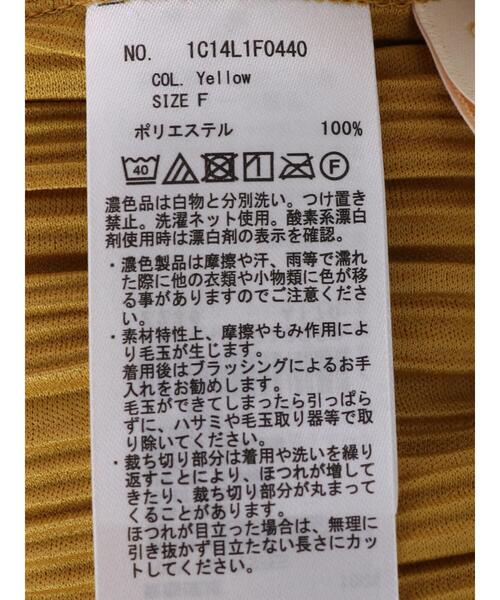 NO. 1C14L1F0440
COL. Yellow
SIZE F
ポリエステル 100%
40 F
濃色品は白物と分別洗い。つけ置き
禁止。洗濯ネット使用。酸素系漂白
剤使用時は漂白剤の表示を確認。
・濃色製品は摩擦や汗、雨等で濡れ
た際に他の衣類や小物類に色が移
る事がありますのでご注意くださ
い。
・素材特性上、摩擦やもみ作用によ
り毛玉が生じます。
着用後はブラッシングによるお手
入れをお勧めします。
毛玉ができてしまったら引っぱら
ずに、ハサミや毛玉取り器等で取
り除いてください。
・裁ち切り部分は着用や洗いを繰り
返すことにより、ほつれが増して
きたり、裁ち切り部分が丸まって
くることがあります。
ほつれが目立った場合は、無理に
引き抜かず目立たない長さにカッ
トしてください。